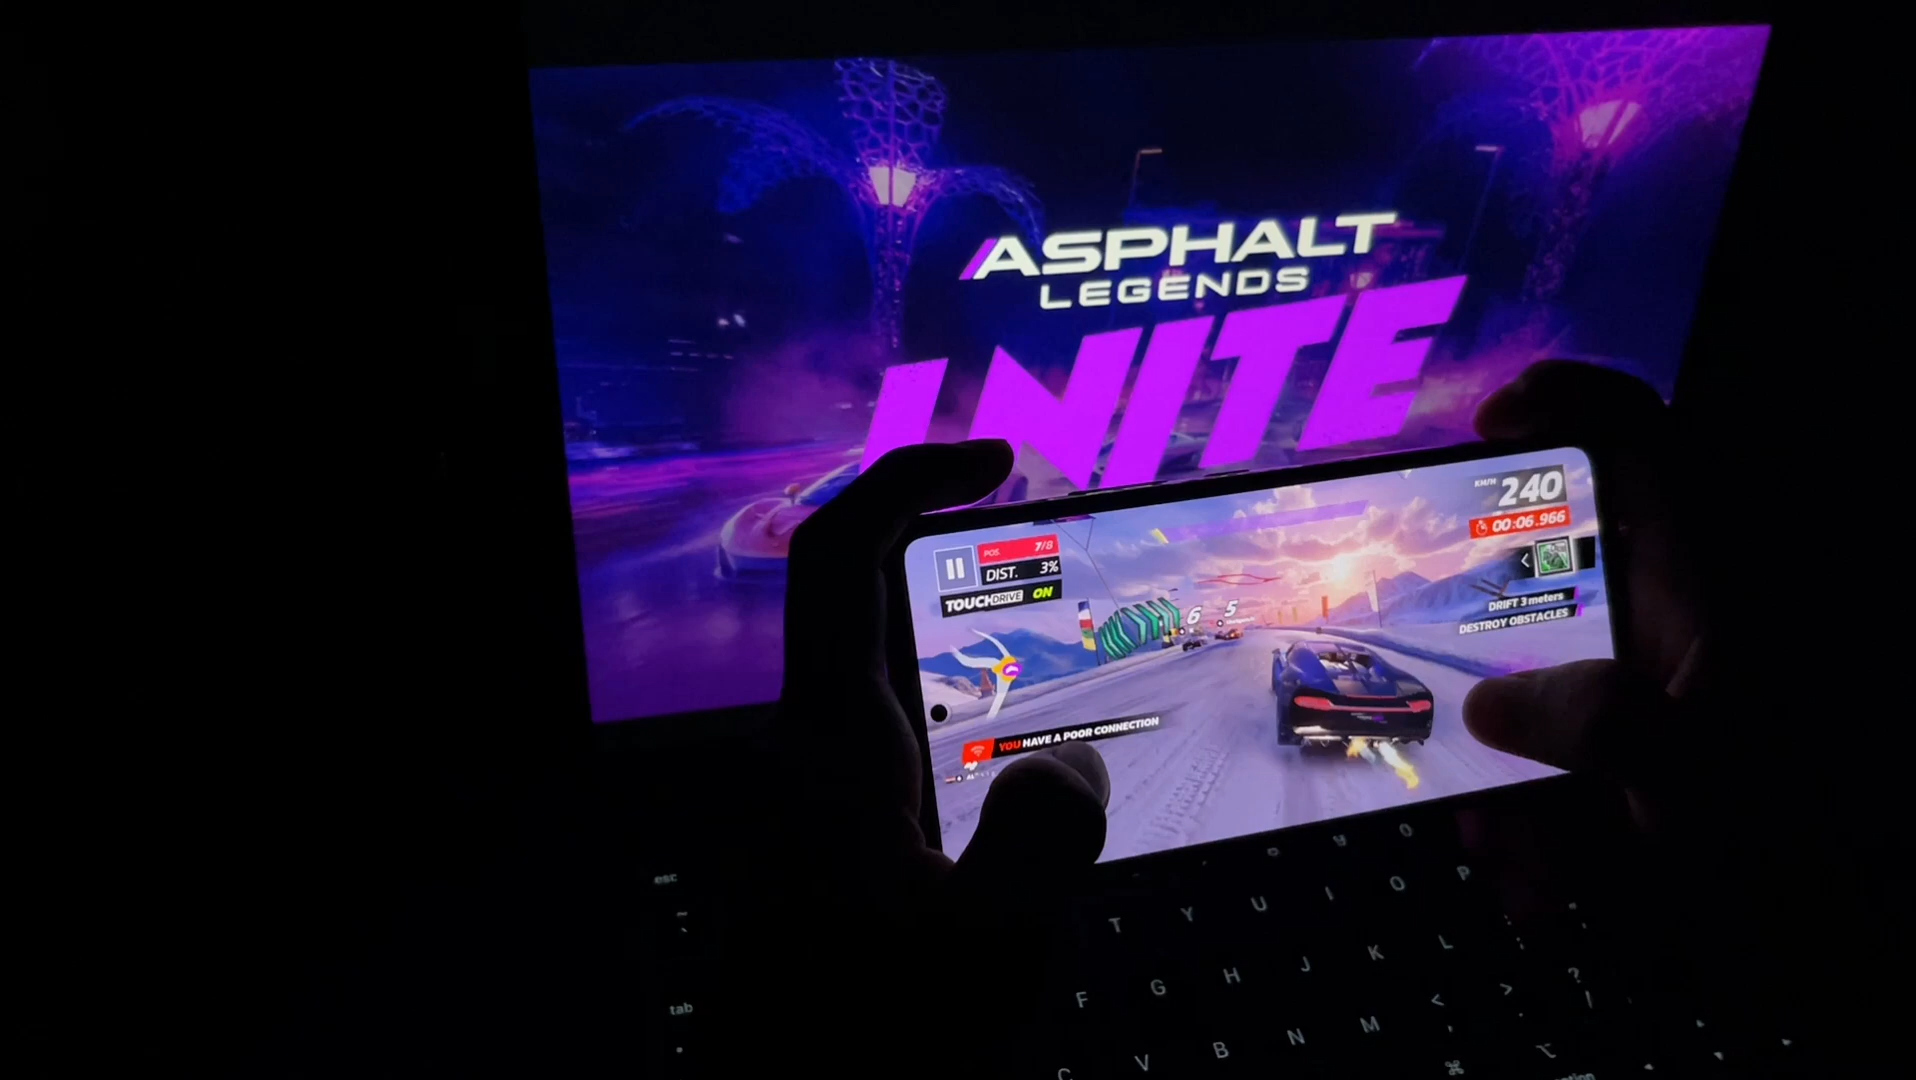 ASPHALT
LEGENDS
UNITE
KM/H 240
00:06.966
POS. 7/8
DIST. 3%
TOUCHDRIVE ON
6 5
DRIFT 3 meters
DESTROY OBSTACLES
YOU HAVE A POOR CONNECTION
esc
~
`
T Y U I O P
tab
F G H J K L : ;
C V B N M < > ?
⌘ ⌥